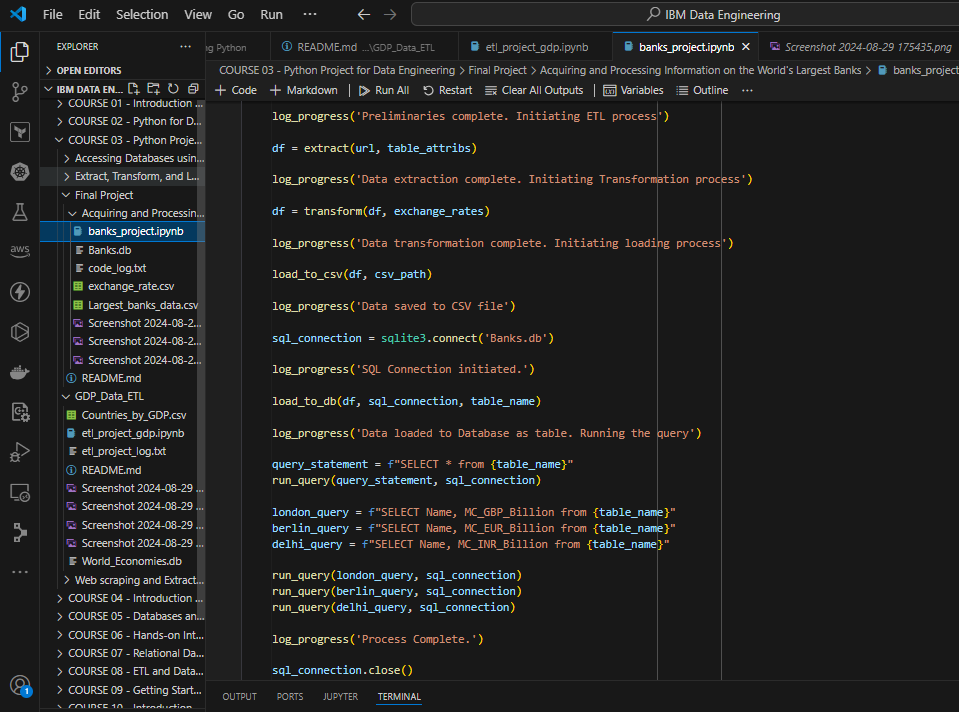 File Edit Selection View Go Run ··· IBM Data Engineering
EXPLORER ···
OPEN EDITORS
IBM DATA EN...
COURSE 01 - Introduction ...
COURSE 02 - Python for D...
COURSE 03 - Python Proje...
Accessing Databases usin...
Extract, Transform, and L...
Final Project
Acquiring and Processin...
banks_project.ipynb
Banks.db
code_log.txt
exchange_rate.csv
Largest_banks_data.csv
Screenshot 2024-08-2...
Screenshot 2024-08-2...
Screenshot 2024-08-2...
README.md
GDP_Data_ETL
Countries_by_GDP.csv
etl_project_gdp.ipynb
etl_project_log.txt
README.md
Screenshot 2024-08-29 ...
Screenshot 2024-08-29 ...
Screenshot 2024-08-29 ...
Screenshot 2024-08-29 ...
World_Economies.db
Web scraping and Extract...
COURSE 04 - Introduction ...
COURSE 05 - Databases an...
COURSE 06 - Hands-on Int...
COURSE 07 - Relational Da...
COURSE 08 - ETL and Data...
COURSE 09 - Getting Start...
COURSE 10 - Introduction
aws
1
ng Python README.md ...\GDP_Data_ETL etl_project_gdp.ipynb banks_project.ipynb Screenshot 2024-08-29 175435.png
COURSE 03 - Python Project for Data Engineering > Final Project > Acquiring and Processing Information on the World's Largest Banks > banks_project
+ Code + Markdown Run All Restart Clear All Outputs Variables Outline ···
log_progress('Preliminaries complete. Initiating ETL process')
df = extract(url, table_attribs)
log_progress('Data extraction complete. Initiating Transformation process')
df = transform(df, exchange_rates)
log_progress('Data transformation complete. Initiating loading process')
load_to_csv(df, csv_path)
log_progress('Data saved to CSV file')
sql_connection = sqlite3.connect('Banks.db')
log_progress('SQL Connection initiated.')
load_to_db(df, sql_connection, table_name)
log_progress('Data loaded to Database as table. Running the query')
query_statement = f"SELECT * from {table_name}"
run_query(query_statement, sql_connection)
london_query = f"SELECT Name, MC_GBP_Billion from {table_name}"
berlin_query = f"SELECT Name, MC_EUR_Billion from {table_name}"
delhi_query = f"SELECT Name, MC_INR_Billion from {table_name}"
run_query(london_query, sql_connection)
run_query(berlin_query, sql_connection)
run_query(delhi_query, sql_connection)
log_progress('Process Complete.')
sql_connection.close()
OUTPUT PORTS JUPYTER TERMINAL